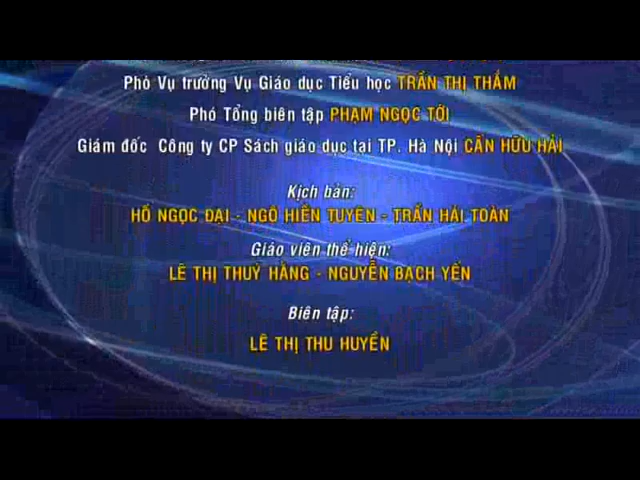 Phó Vụ trưởng Vụ Giáo dục Tiểu học TRẦN THỊ THẮM
Phó Tổng biên tập PHẠM NGỌC TỚI
Giám đốc Công ty CP Sách giáo dục tại TP. Hà Nội CẤN HỮU HẢI
Kịch bản:
HỒ NGỌC ĐẠI - NGÔ HIỀN TUYÊN - TRẦN HẢI TOÀN
Giáo viên thể hiện:
LÊ THỊ THUÝ HẰNG - NGUYỄN BẠCH YẾN
Biên tập:
LÊ THỊ THU HUYỀN